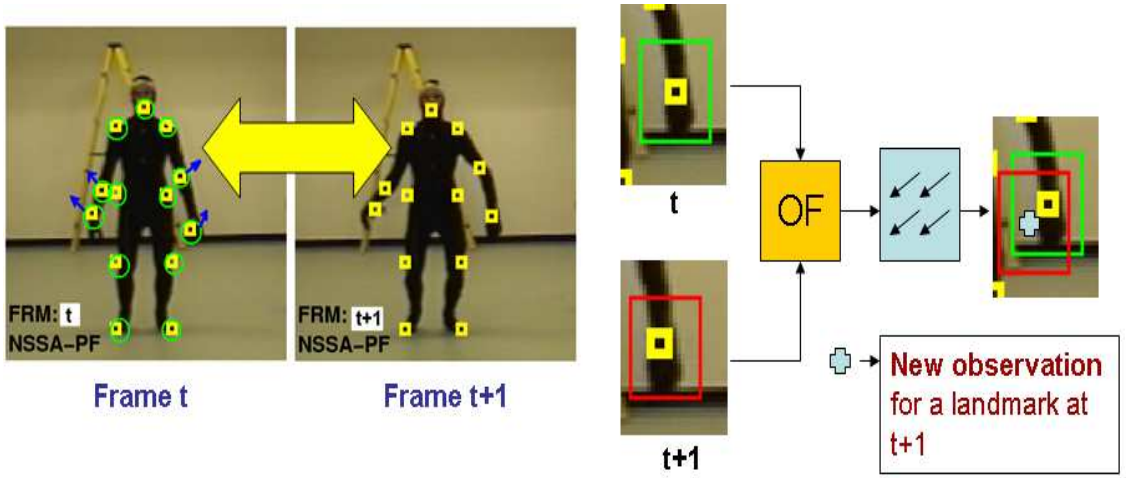 FRM: t
NSSA-PF
Frame t
FRM: t+1
NSSA-PF
Frame t+1
t
t+1
OF
New observation
for a landmark at
t+1